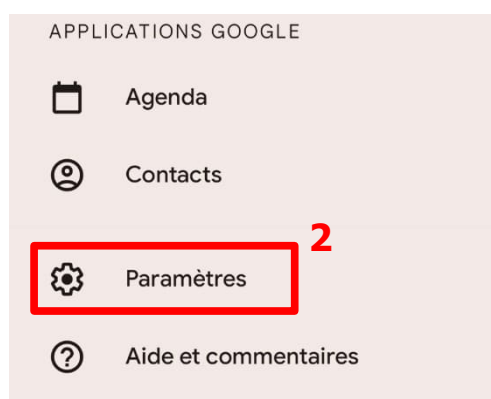 APPLICATIONS GOOGLE
Agenda
Contacts
2
Paramètres
Aide et commentaires